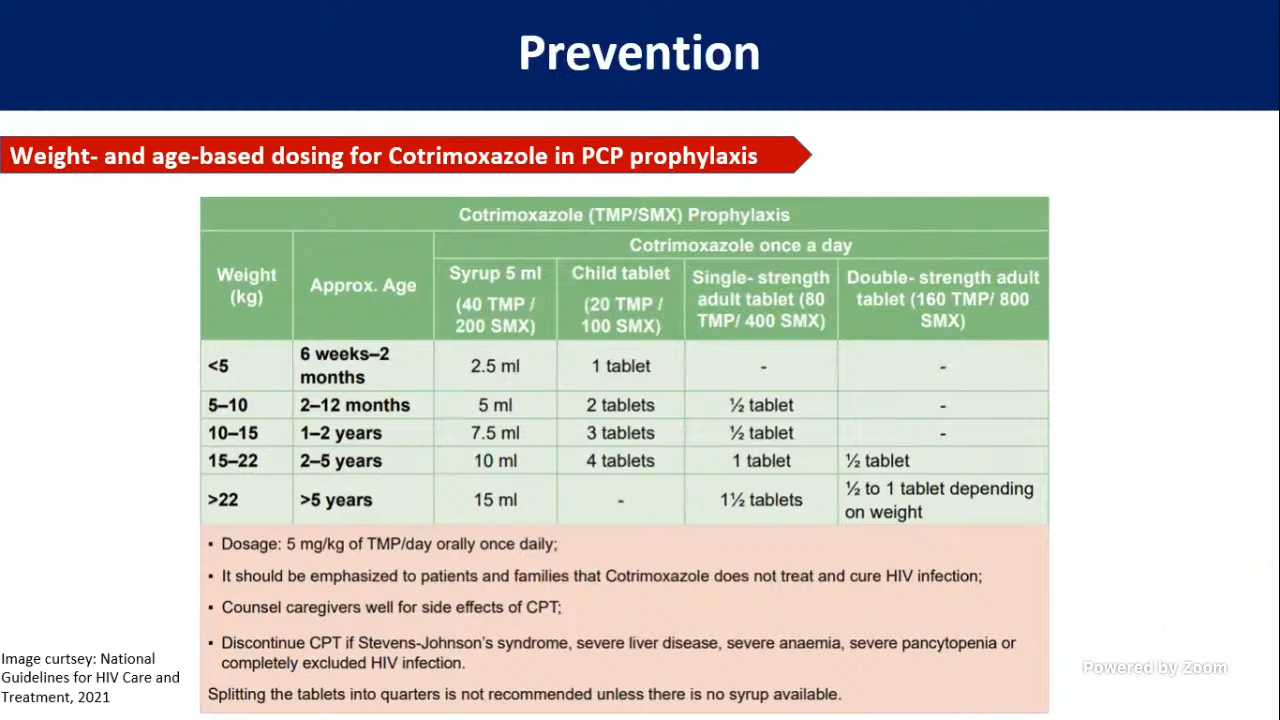 Prevention
Weight- and age-based dosing for Cotrimoxazole in PCP prophylaxis
Cotrimoxazole (TMP/SMX) Prophylaxis
Weight
(kg)
Approx. Age
Cotrimoxazole once a day
Syrup 5 ml
(40 TMP /
200 SMX)
Child tablet
(20 TMP /
100 SMX)
Single- strength
adult tablet (80
TMP/ 400 SMX)
Double- strength adult
tablet (160 TMP/ 800
SMX)
<5
6 weeks–2
months
2.5 ml
1 tablet
-
-
5–10
2–12 months
5 ml
2 tablets
½ tablet
-
10–15
1–2 years
7.5 ml
3 tablets
½ tablet
-
15–22
2–5 years
10 ml
4 tablets
1 tablet
½ tablet
>22
>5 years
15 ml
-
1½ tablets
½ to 1 tablet depending
on weight
▪ Dosage: 5 mg/kg of TMP/day orally once daily;
▪ It should be emphasized to patients and families that Cotrimoxazole does not treat and cure HIV infection;
▪ Counsel caregivers well for side effects of CPT;
▪ Discontinue CPT if Stevens-Johnson's syndrome, severe liver disease, severe anaemia, severe pancytopenia or
completely excluded HIV infection.
Splitting the tablets into quarters is not recommended unless there is no syrup available.
Image curtsey: National
Guidelines for HIV Care and
Treatment, 2021
Powered by Zoom